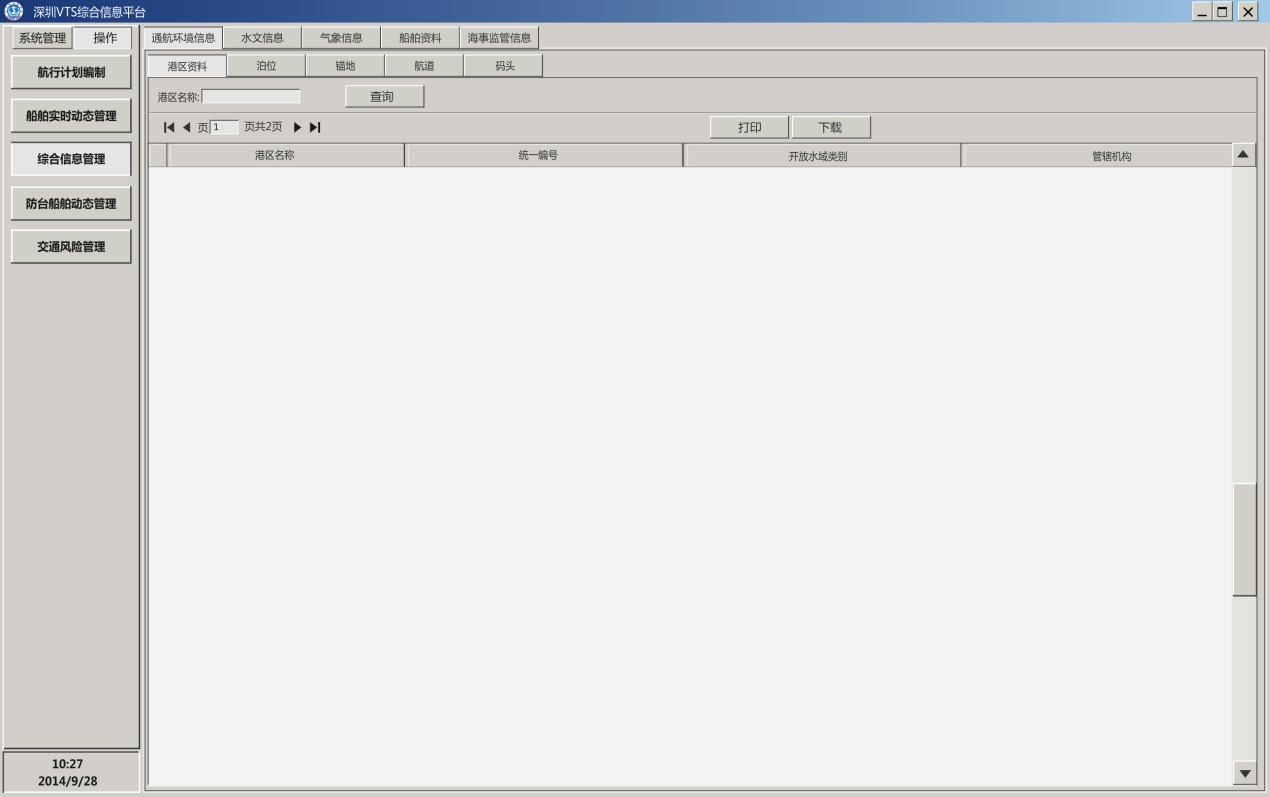 深圳VTS综合信息平台
系统管理 操作
航行计划编制
船舶实时动态管理
综合信息管理
防台船舶动态管理
交通风险管理
10:27
2014/9/28
通航环境信息 水文信息 气象信息 船舶资料 海事监管信息
港区资料 泊位 锚地 航道 码头
港区名称: 查询
页 1 页共2页 打印 下载
港区名称 统一编号 开放水域类别 管辖机构